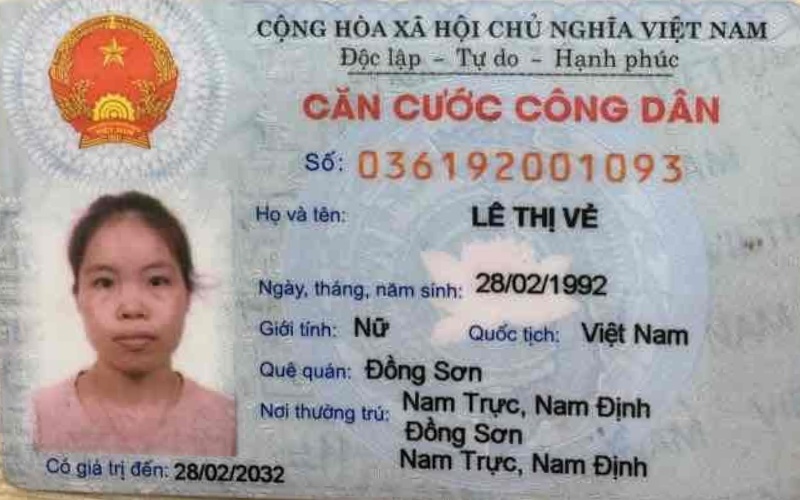 CỘNG HÒA XÃ HỘI CHỦ NGHĨA VIỆT NAM
Độc lập - Tự do - Hạnh phúc
CĂN CƯỚC CÔNG DÂN
Số: 036192001093
Họ và tên: LÊ THỊ VẺ
Ngày, tháng, năm sinh: 28/02/1992
Giới tính: Nữ Quốc tịch: Việt Nam
Quê quán: Đồng Sơn
Nam Trực, Nam Định
Nơi thường trú: Đồng Sơn
Nam Trực, Nam Định
Có giá trị đến: 28/02/2032